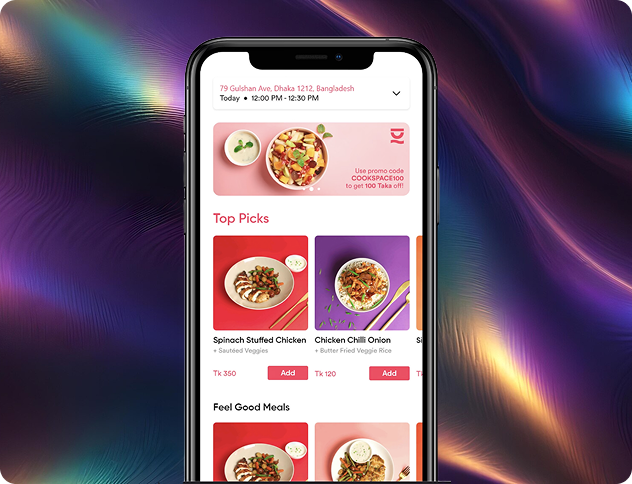 79 Gulshan Ave, Dhaka 1212, Bangladesh
Today • 12:00 PM - 12:30 PM
Use promo code
COOKSPACE100
to get 100 Taka off!
Top Picks
Spinach Stuffed Chicken
+ Sautéed Veggies
Tk 350
Add
Chicken Chilli Onion
+ Butter Fried Veggie Rice
Tk 120
Add
Feel Good Meals